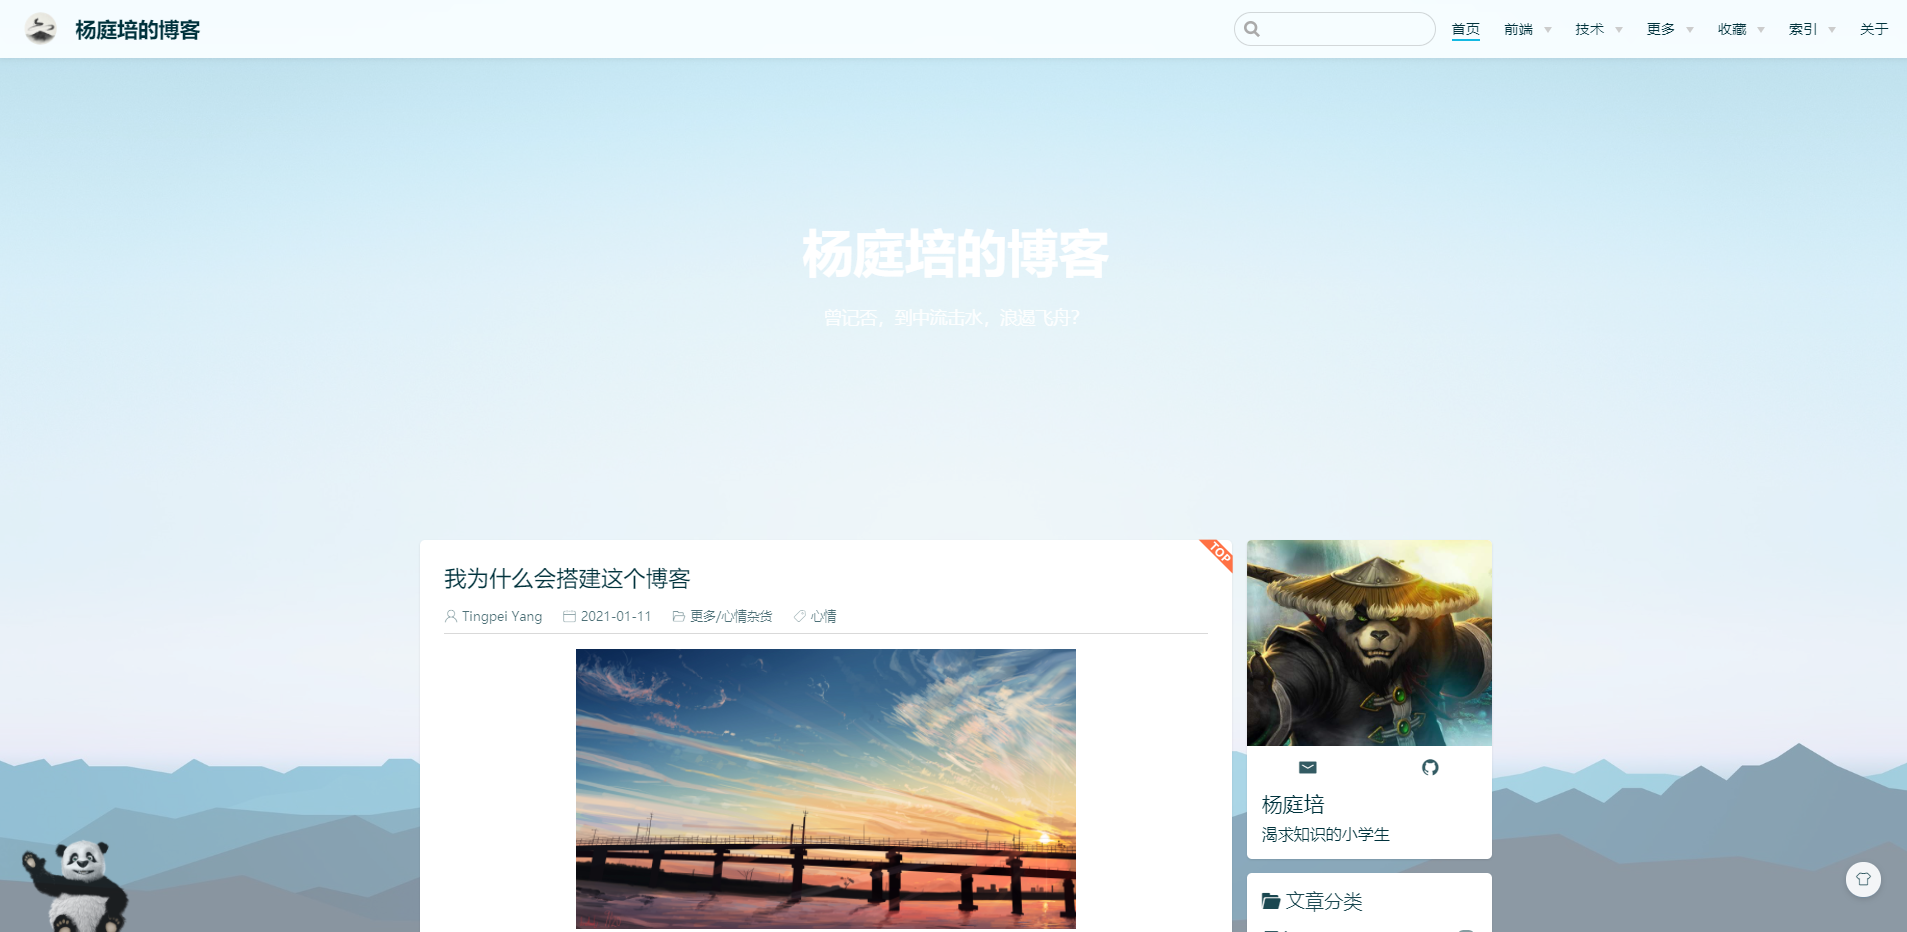 杨庭培的博客
首页 前端 技术 更多 收藏 索引 关于
杨庭培的博客
曾记否，到中流击水，浪遏飞舟？
TOP
我为什么会搭建这个博客
Tingpei Yang 2021-01-11 更多/心情杂货 心情
杨庭培
渴求知识的小学生
文章分类